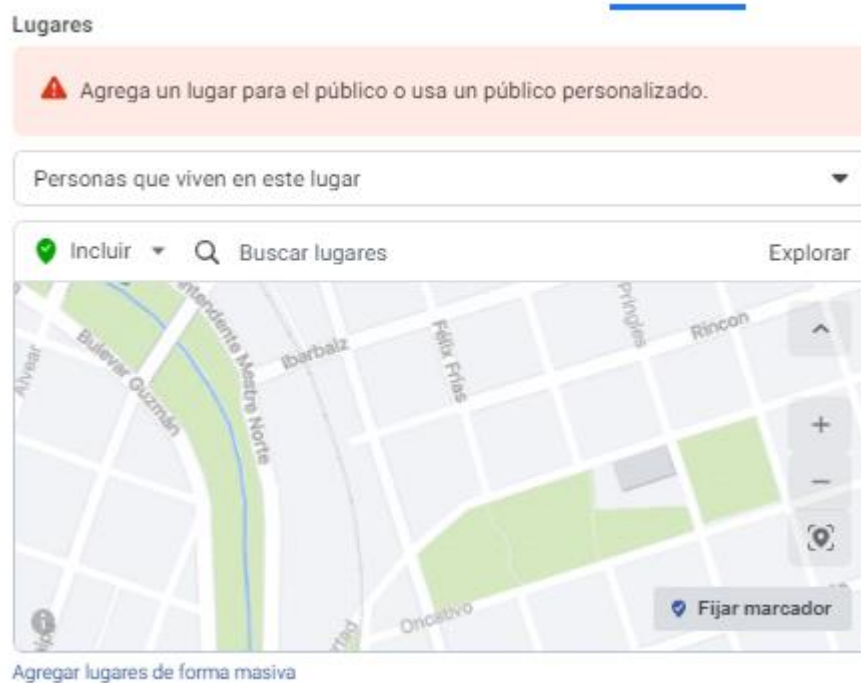 Lugares
Agrega un lugar para el público o usa un público personalizado.
Personas que viven en este lugar
Incluir
Buscar lugares
Explorar
Intendente Mestre Norte
Pringles
Rincon
Ibarbalz
Félix Frías
Alvear
Bulevar Guzmán
Oncativo
Fijar marcador
Agregar lugares de forma masiva